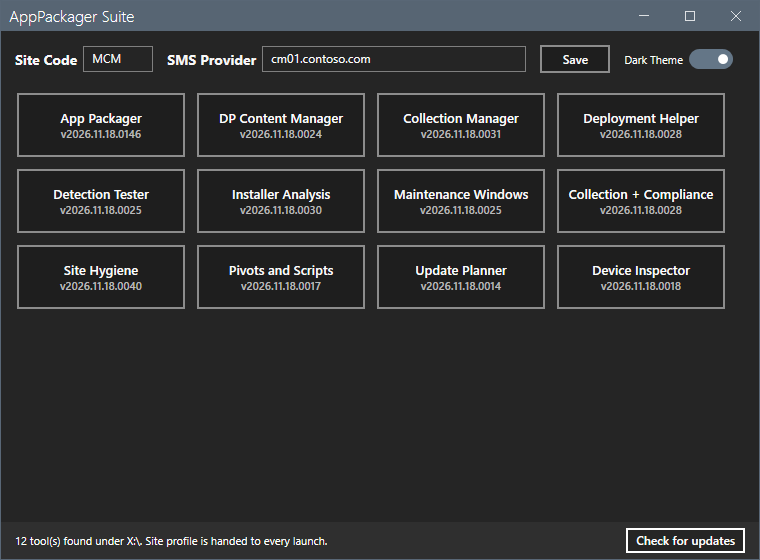 AppPackager Suite
Site Code MCM SMS Provider cm01.contoso.com Save Dark Theme
App Packager DP Content Manager Collection Manager Deployment Helper
v2026.11.18.0146 v2026.11.18.0024 v2026.11.18.0031 v2026.11.18.0028
Detection Tester Installer Analysis Maintenance Windows Collection + Compliance
v2026.11.18.0025 v2026.11.18.0030 v2026.11.18.0025 v2026.11.18.0028
Site Hygiene Pivots and Scripts Update Planner Device Inspector
v2026.11.18.0040 v2026.11.18.0017 v2026.11.18.0014 v2026.11.18.0018
12 tool(s) found under X:\. Site profile is handed to every launch. Check for updates